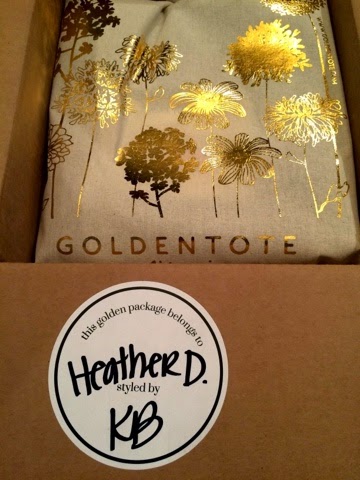 GOLDENTOTE
this golden package belongs to
Heather D.
styled by
KB